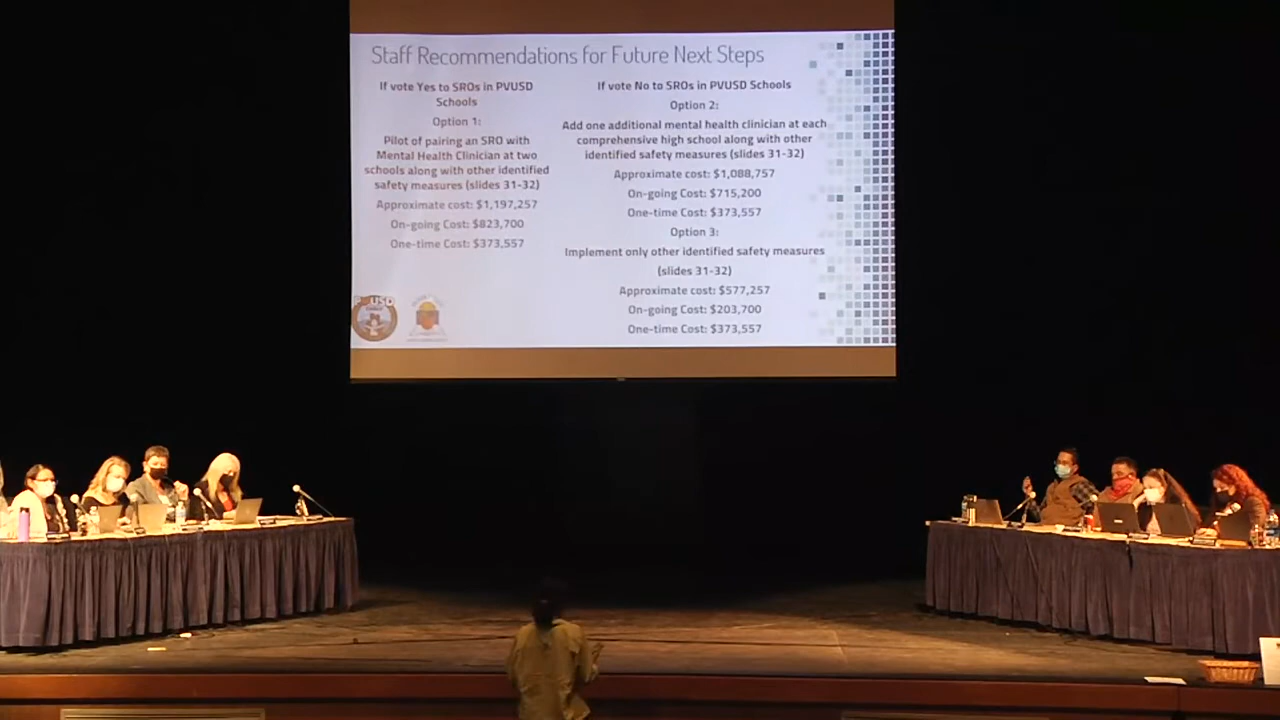 Staff Recommendations for Future Next Steps
If vote Yes to SROs in PVUSD
Schools
Option 1:
Pilot of pairing an SRO with
Mental Health Clinician at two
schools along with other identified
safety measures (slides 31-32)
Approximate cost: $1,197,257
On-going Cost: $823,700
One-time Cost: $373,557
If vote No to SROs in PVUSD Schools
Option 2:
Add one additional mental health clinician at each
comprehensive high school along with other
identified safety measures (slides 31-32)
Approximate cost: $1,088,757
On-going Cost: $715,200
One-time Cost: $373,557
Option 3:
Implement only other identified safety measures
(slides 31-32)
Approximate cost: $577,257
On-going Cost: $203,700
One-time Cost: $373,557